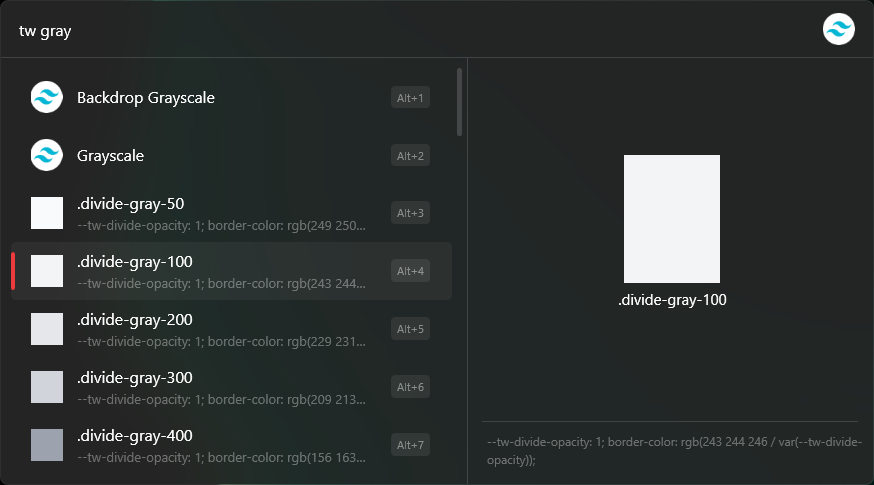 tw gray
Backdrop Grayscale
Alt+1
Grayscale
Alt+2
.divide-gray-50
--tw-divide-opacity: 1; border-color: rgb(249 250...
Alt+3
.divide-gray-100
--tw-divide-opacity: 1; border-color: rgb(243 244...
Alt+4
.divide-gray-200
--tw-divide-opacity: 1; border-color: rgb(229 231...
Alt+5
.divide-gray-300
--tw-divide-opacity: 1; border-color: rgb(209 213...
Alt+6
.divide-gray-400
--tw-divide-opacity: 1; border-color: rgb(156 163...
Alt+7
.divide-gray-100
--tw-divide-opacity: 1; border-color: rgb(243 244 246 / var(--tw-divide-
opacity));